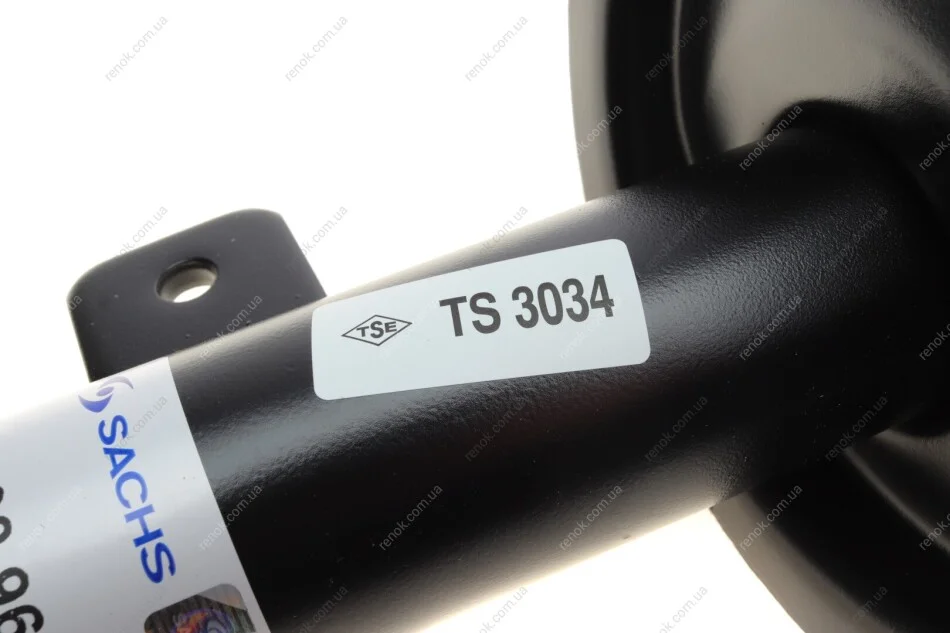 TSE TS 3034
SACHS
renok.com.ua